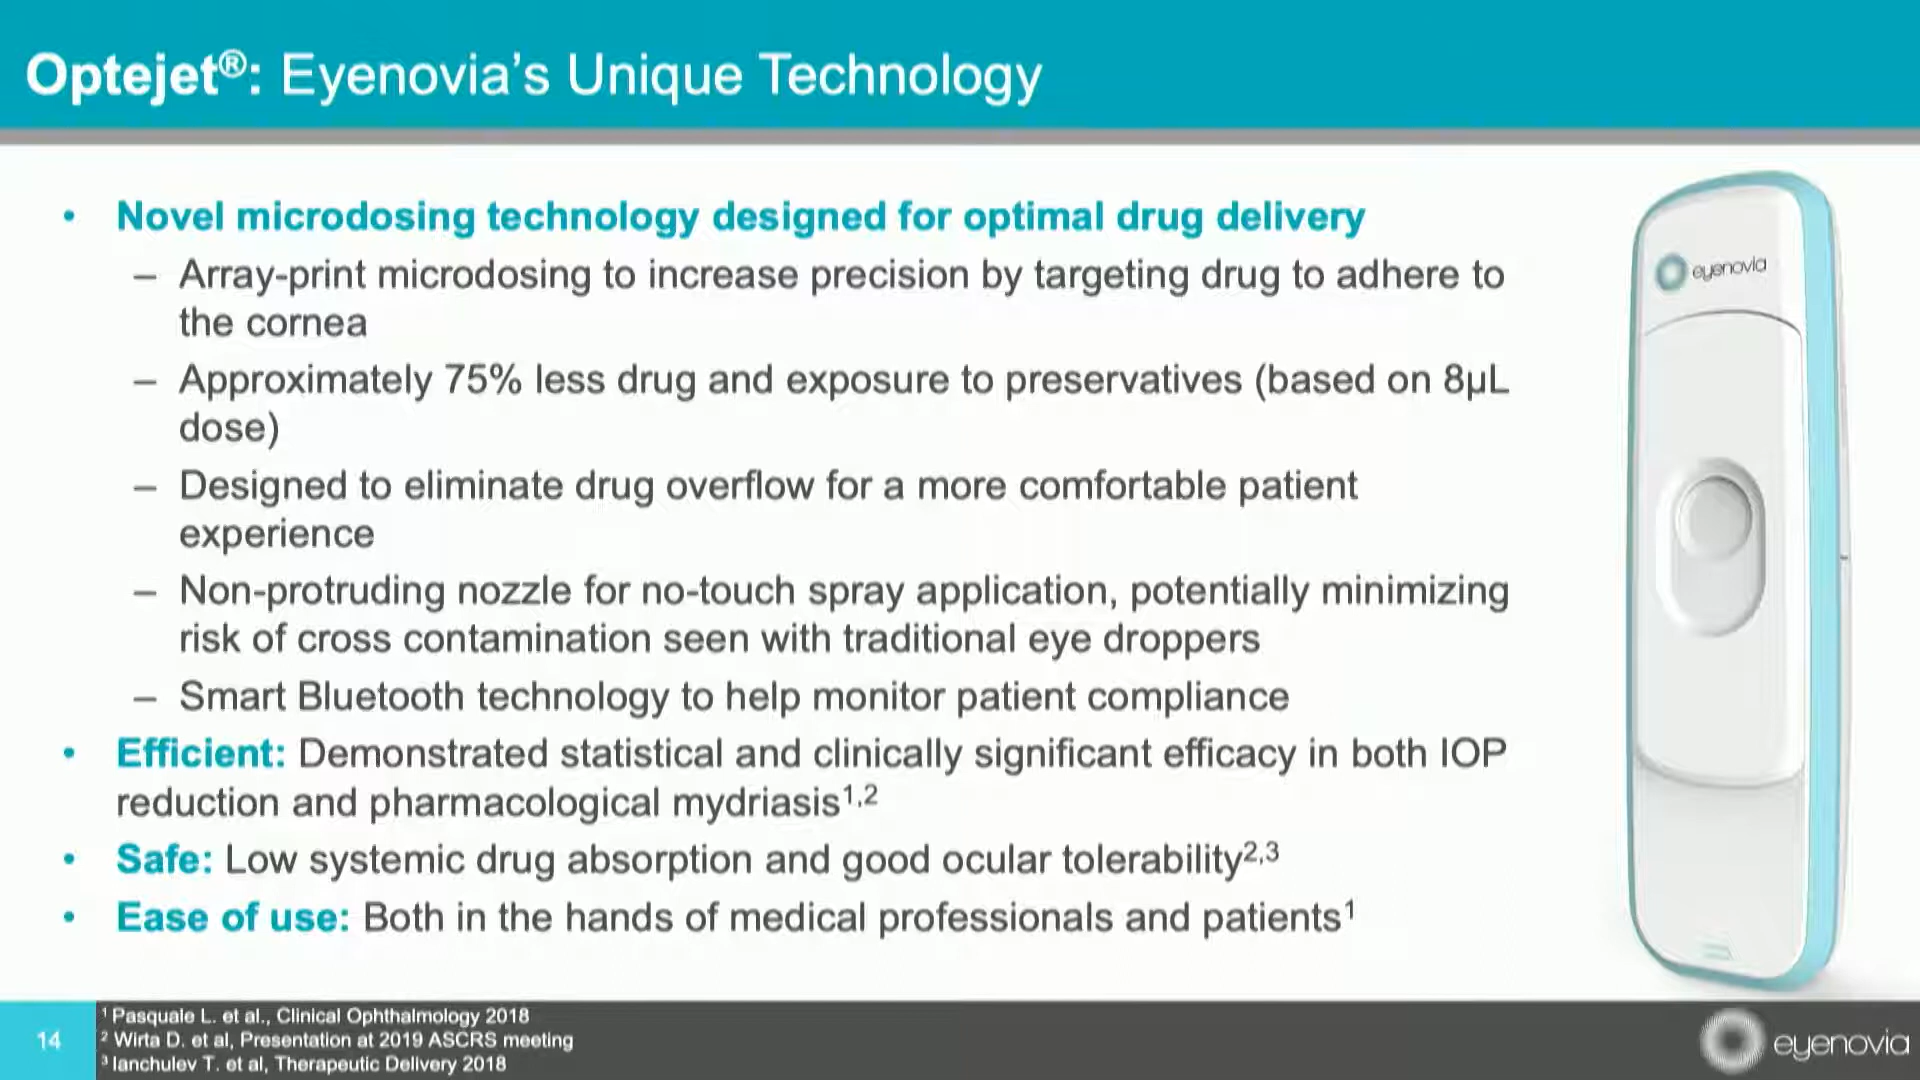 Optejet®: Eyenovia's Unique Technology
• Novel microdosing technology designed for optimal drug delivery
– Array-print microdosing to increase precision by targeting drug to adhere to
the cornea
– Approximately 75% less drug and exposure to preservatives (based on 8µL
dose)
– Designed to eliminate drug overflow for a more comfortable patient
experience
– Non-protruding nozzle for no-touch spray application, potentially minimizing
risk of cross contamination seen with traditional eye droppers
– Smart Bluetooth technology to help monitor patient compliance
• Efficient: Demonstrated statistical and clinically significant efficacy in both IOP
reduction and pharmacological mydriasis¹,²
• Safe: Low systemic drug absorption and good ocular tolerability²,³
• Ease of use: Both in the hands of medical professionals and patients¹
eyenovia
14
¹ Pasquale L. et al., Clinical Ophthalmology 2018
² Wirta D. et al, Presentation at 2019 ASCRS meeting
³ Ianchulev T. et al, Therapeutic Delivery 2018
eyenovia